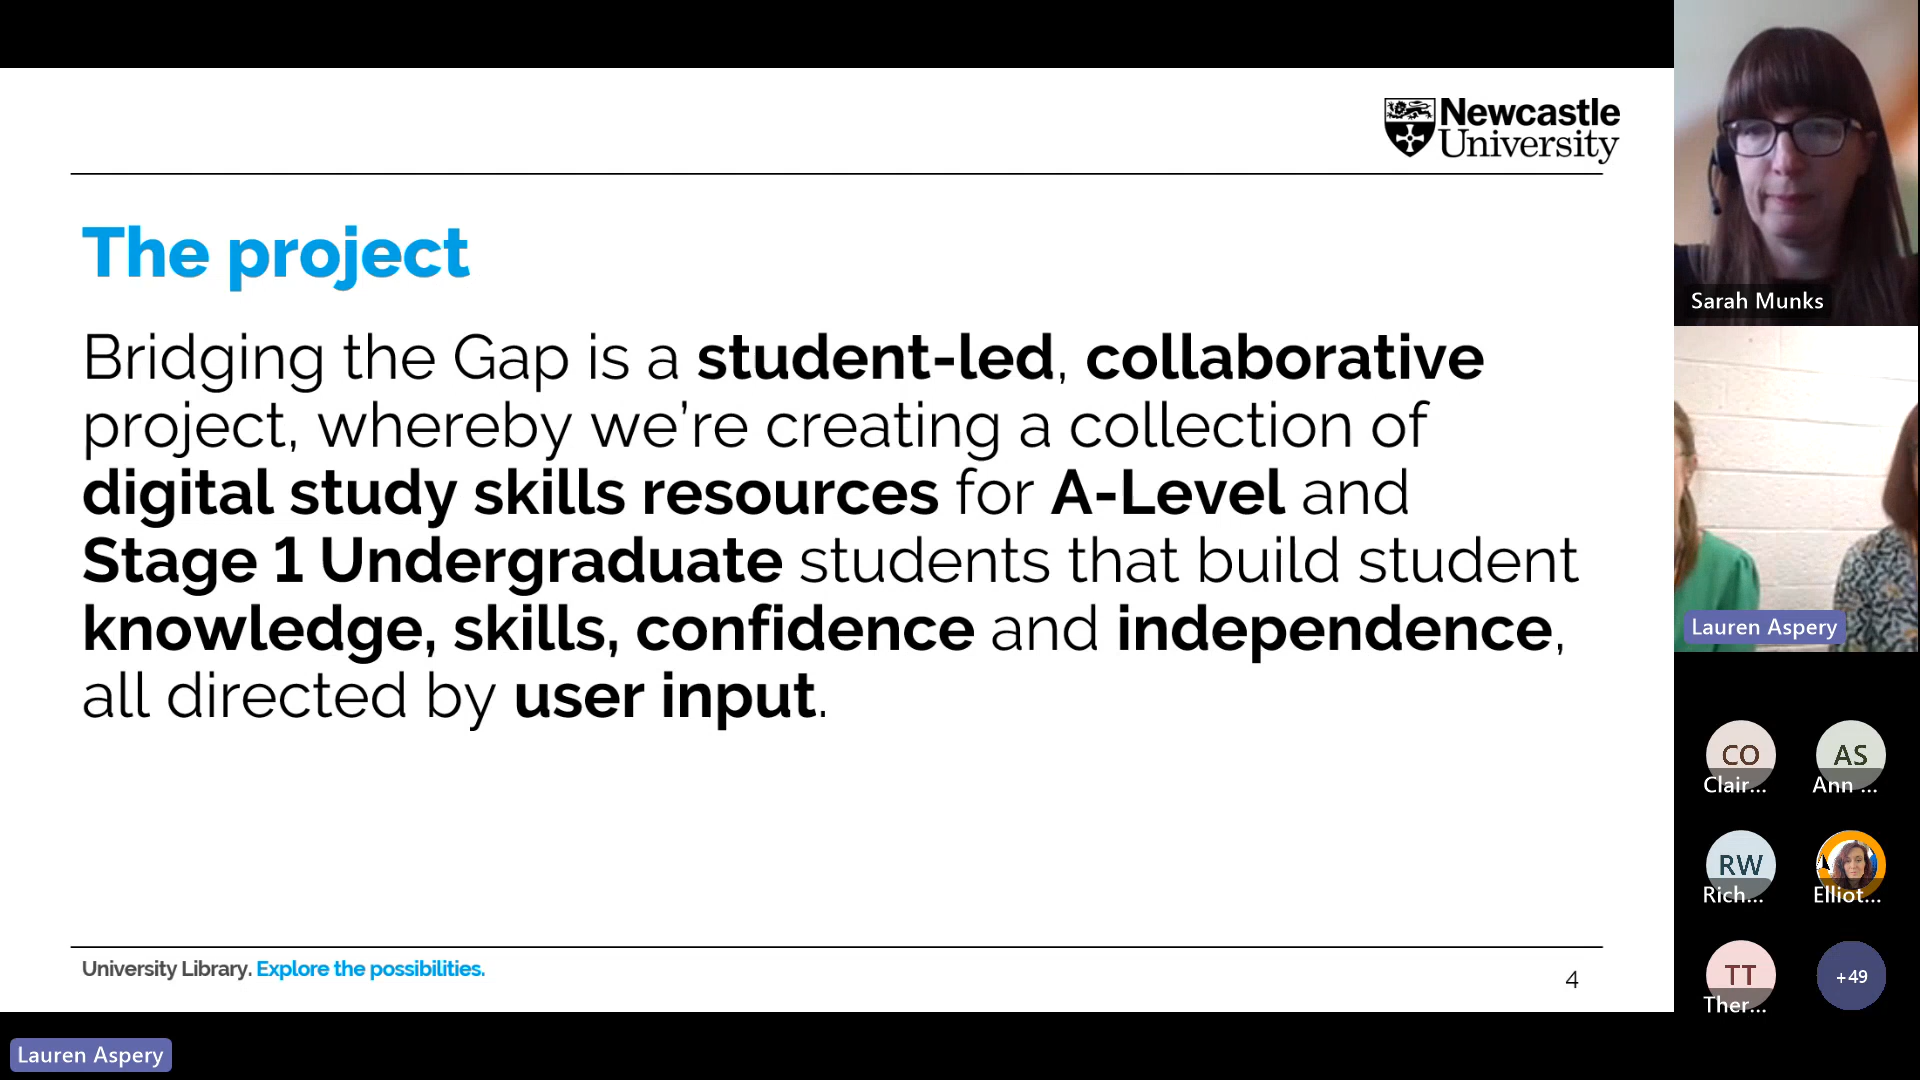 Newcastle
University
The project
Bridging the Gap is a student-led, collaborative
project, whereby we’re creating a collection of
digital study skills resources for A-Level and
Stage 1 Undergraduate students that build student
knowledge, skills, confidence and independence,
all directed by user input.
University Library. Explore the possibilities.
4
Lauren Aspery
Sarah Munks
Lauren Aspery
CO
Clair...
AS
Ann ...
RW
Rich...
Elliot...
TT
Ther...
+49